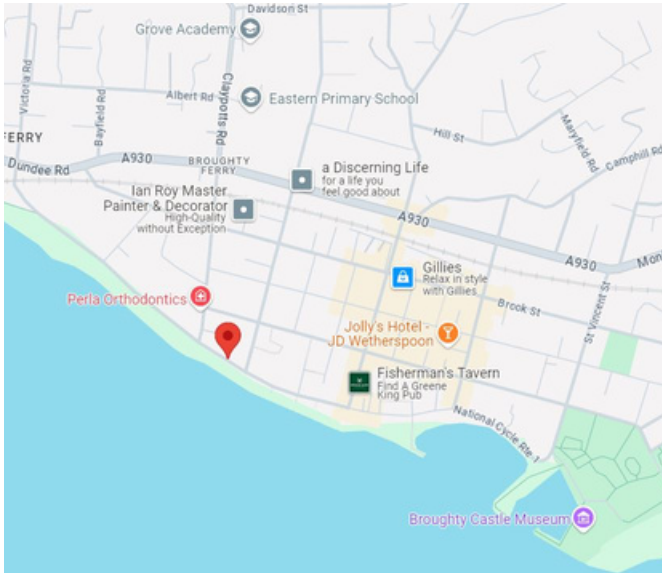 Davidson St
Grove Academy
Claypotts Rd
Victoria Rd
Bayfield Rd
Albert Rd
Eastern Primary School
Hill St
Maryfield Rd
Camphill Rd
FERRY
Dundee Rd
A930
BROUGHTY
FERRY
a Discerning Life
for a life you
feel good about
Ian Roy Master
Painter & Decorator
High-Quality
without Exception
A930
A930
Mon
Gillies
Relax in style
with Gillies
Brook St
St Vincent St
Perla Orthodontics
Jolly's Hotel -
JD Wetherspoon
Fisherman's Tavern
Find A Greene
King Pub
National Cycle Rte 1
Broughty Castle Museum